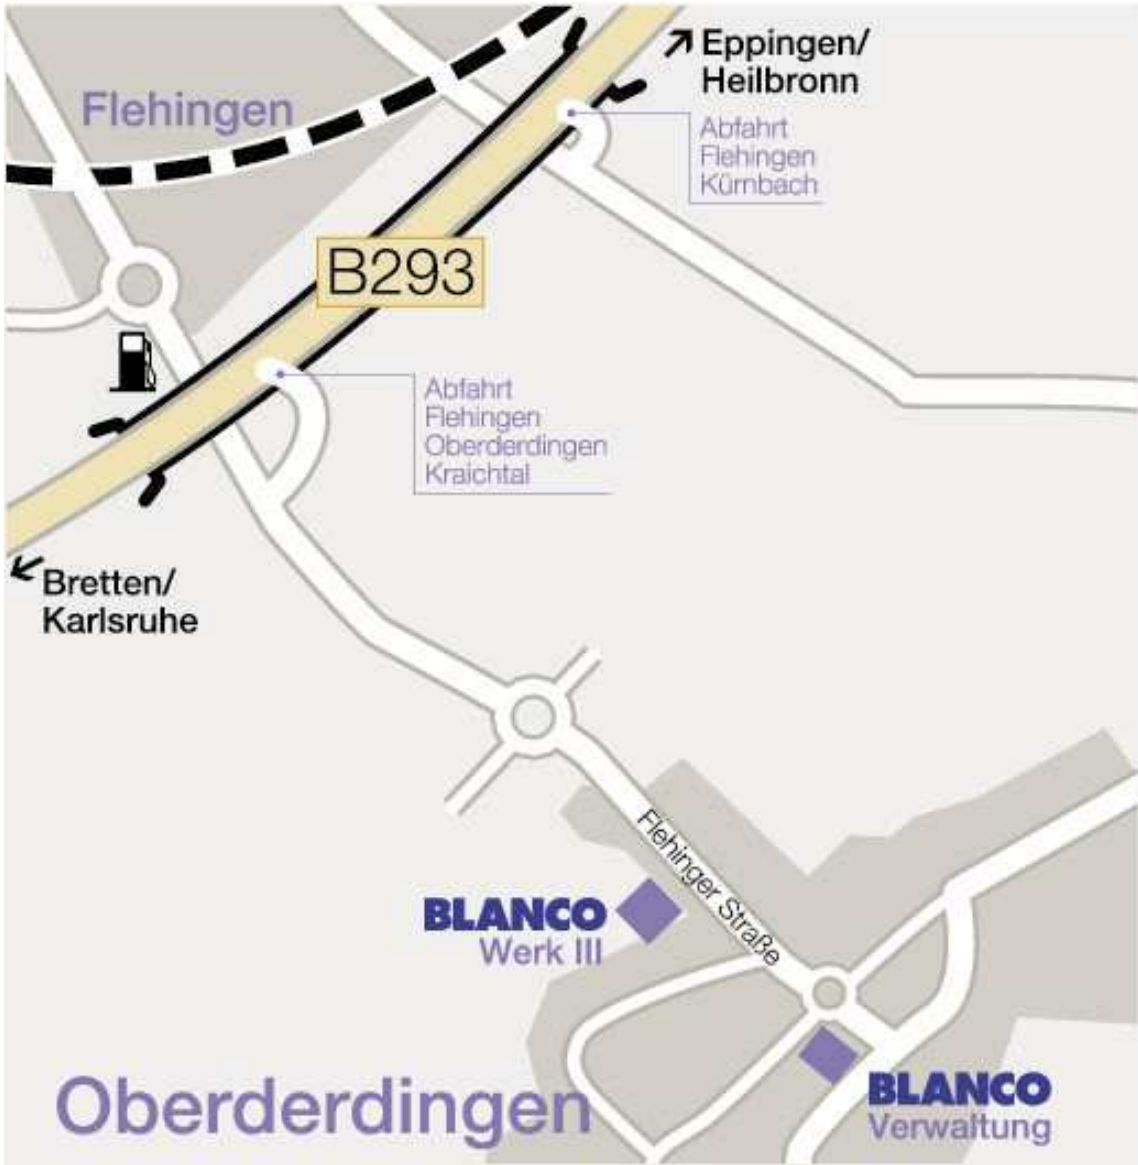 Eppingen/
Heilbronn
Flehingen
Abfahrt
Flehingen
Kürnbach
B293
Abfahrt
Flehingen
Oberderdingen
Kraichtal
Bretten/
Karlsruhe
Flehinger Straße
BLANCO
Werk III
Oberderdingen
BLANCO
Verwaltung